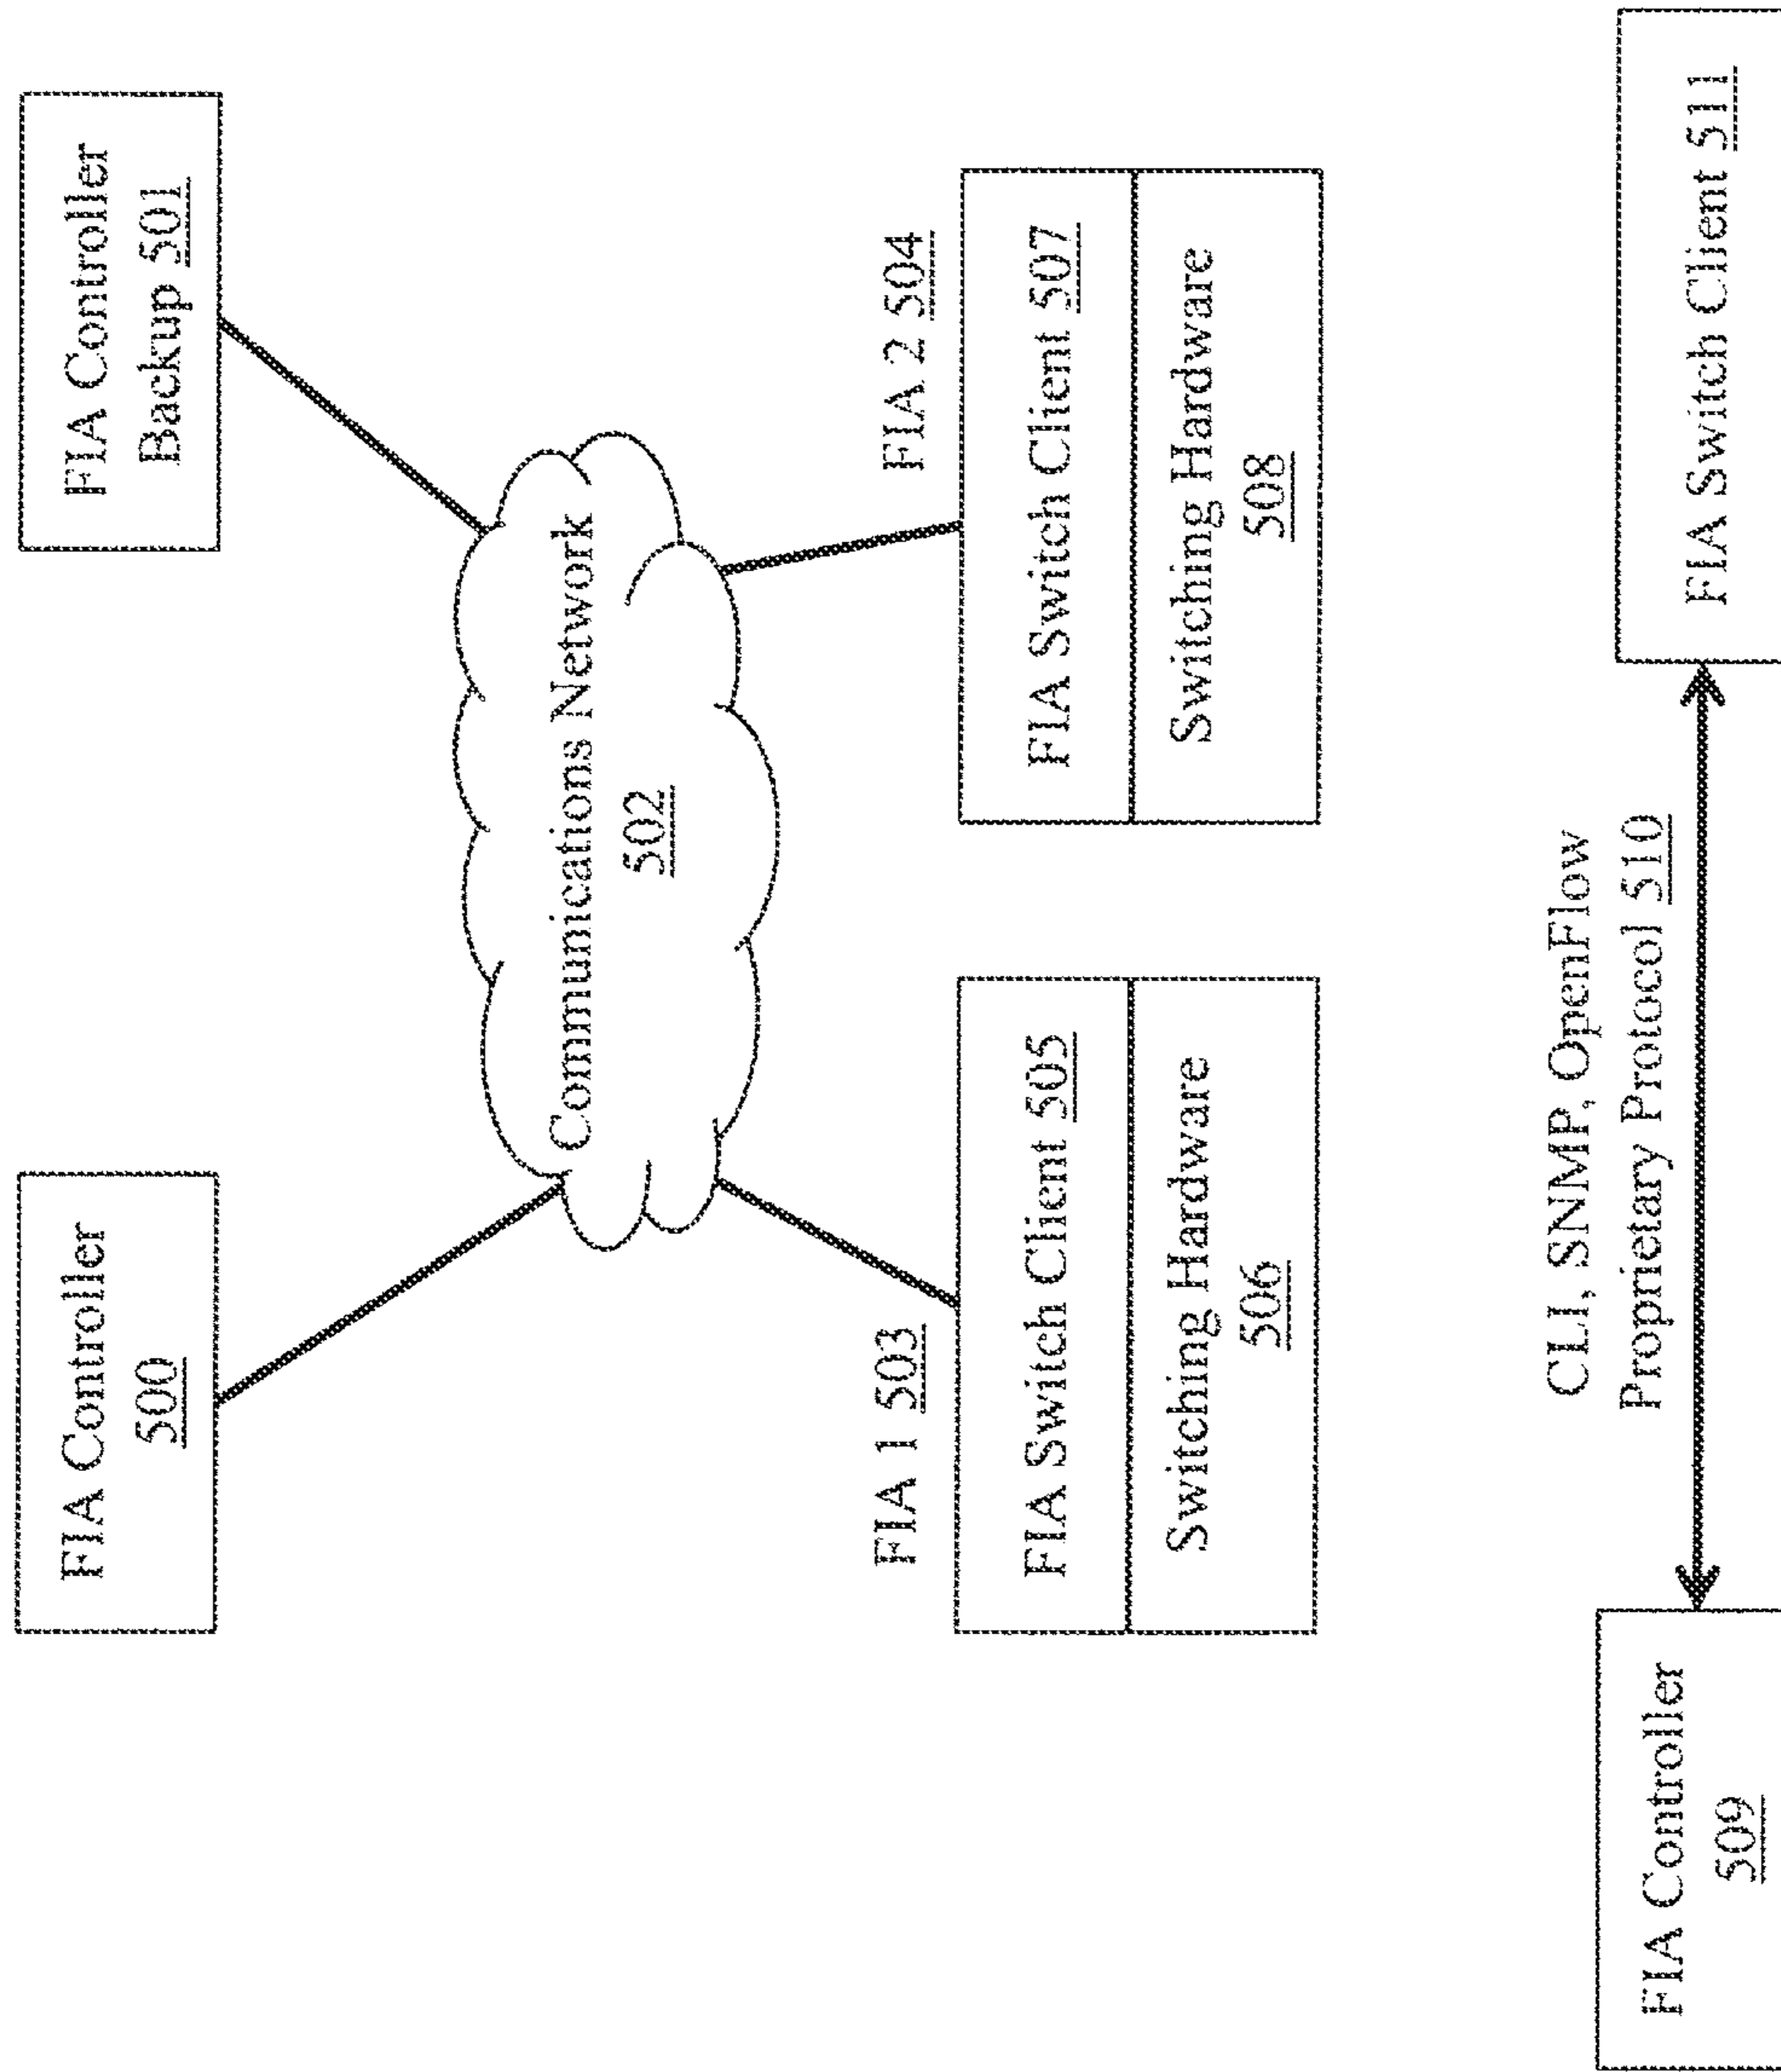 FIA Controller
500
FIA Controller
Backup 501
Communications Network
502
FIA 1 503
FIA Switch Client 505
Switching Hardware
506
FIA 2 504
FIA Switch Client 507
Switching Hardware
508
FIA Controller
509
CLI, SNMP, OpenFlow
Proprietary Protocol 510
FIA Switch Client 511